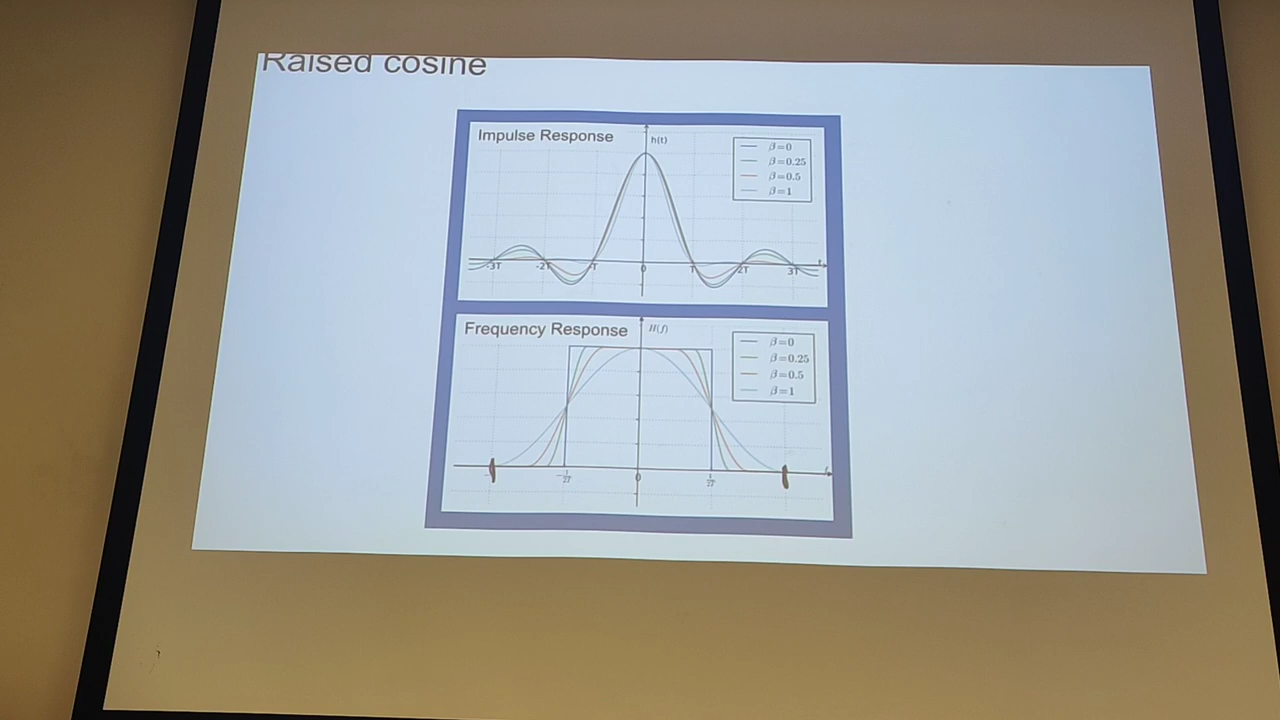 Raised cosine
Impulse Response
h(t)
β=0
β=0.25
β=0.5
β=1
-3T
-2T
-T
0
T
2T
3T
t
Frequency Response
H(f)
β=0
β=0.25
β=0.5
β=1
-1/2T
0
1/2T
f